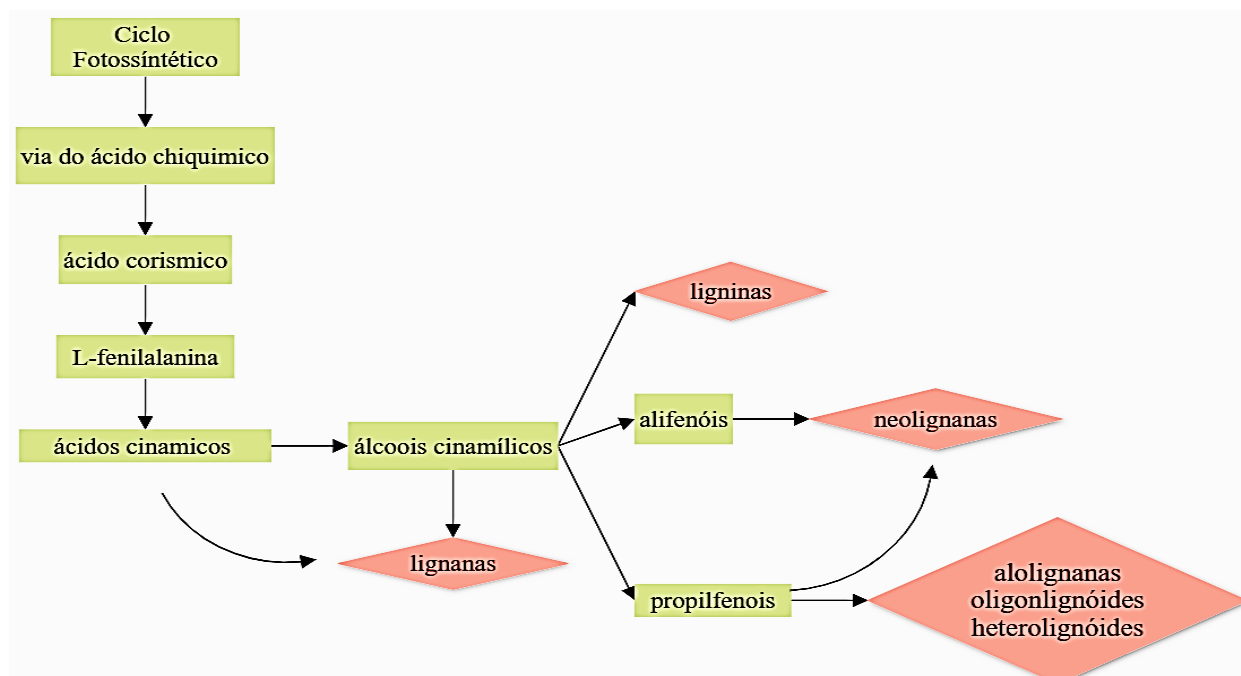 Ciclo
Fotossíntético
via do ácido chiquimico
ácido corismico
L-fenilalanina
ácidos cinamicos
álcoois cinamílicos
lignanas
ligninas
alifenóis
neolignanas
propilfenois
alolignanas
oligonlignóides
heterolignóides